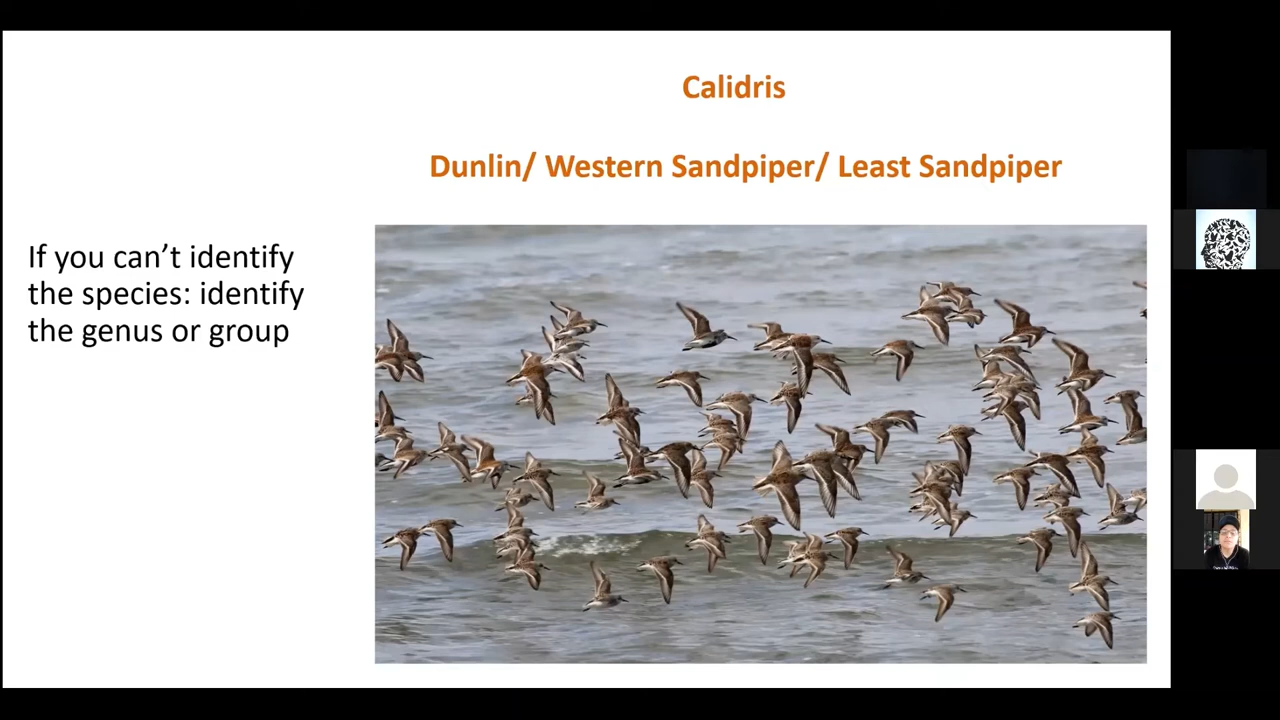 Calidris
Dunlin/ Western Sandpiper/ Least Sandpiper
If you can’t identify
the species: identify
the genus or group